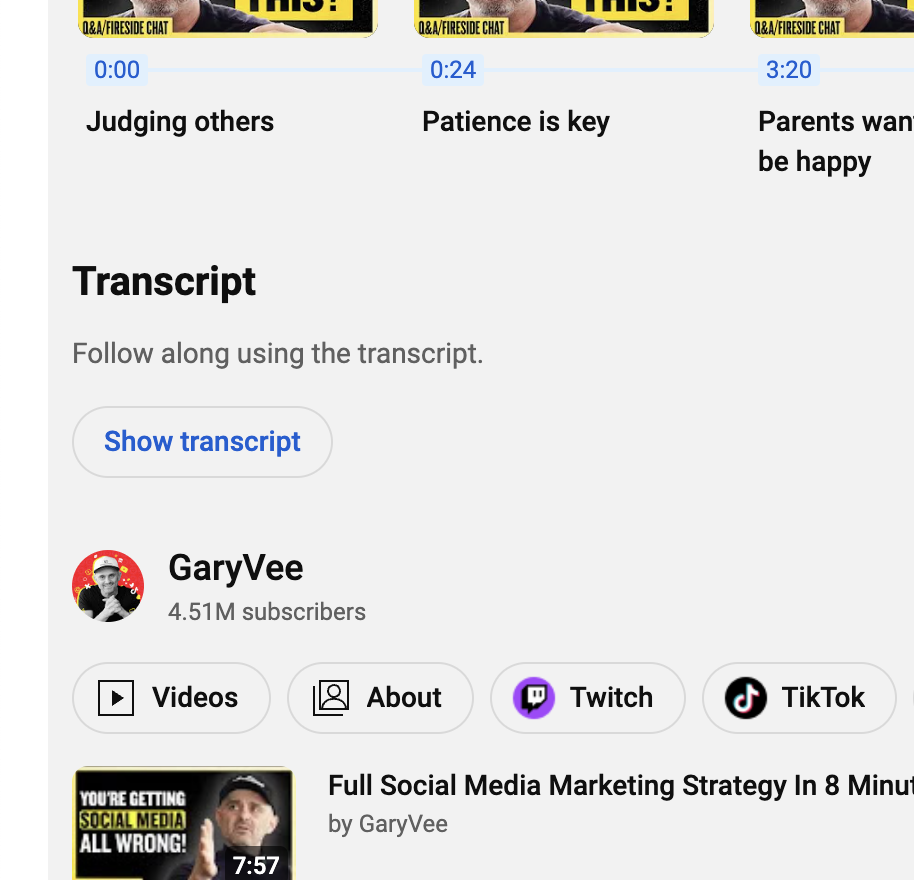 THIS? THIS?
Q&A/FIRESIDE CHAT Q&A/FIRESIDE CHAT Q&A/FIRESIDE CHAT
0:00 0:24 3:20
Judging others Patience is key Parents wan
be happy
Transcript
Follow along using the transcript.
Show transcript
GaryVee
4.51M subscribers
Videos About Twitch TikTok
YOU'RE GETTING
SOCIAL MEDIA
ALL WRONG!
7:57
Full Social Media Marketing Strategy In 8 Minut
by GaryVee